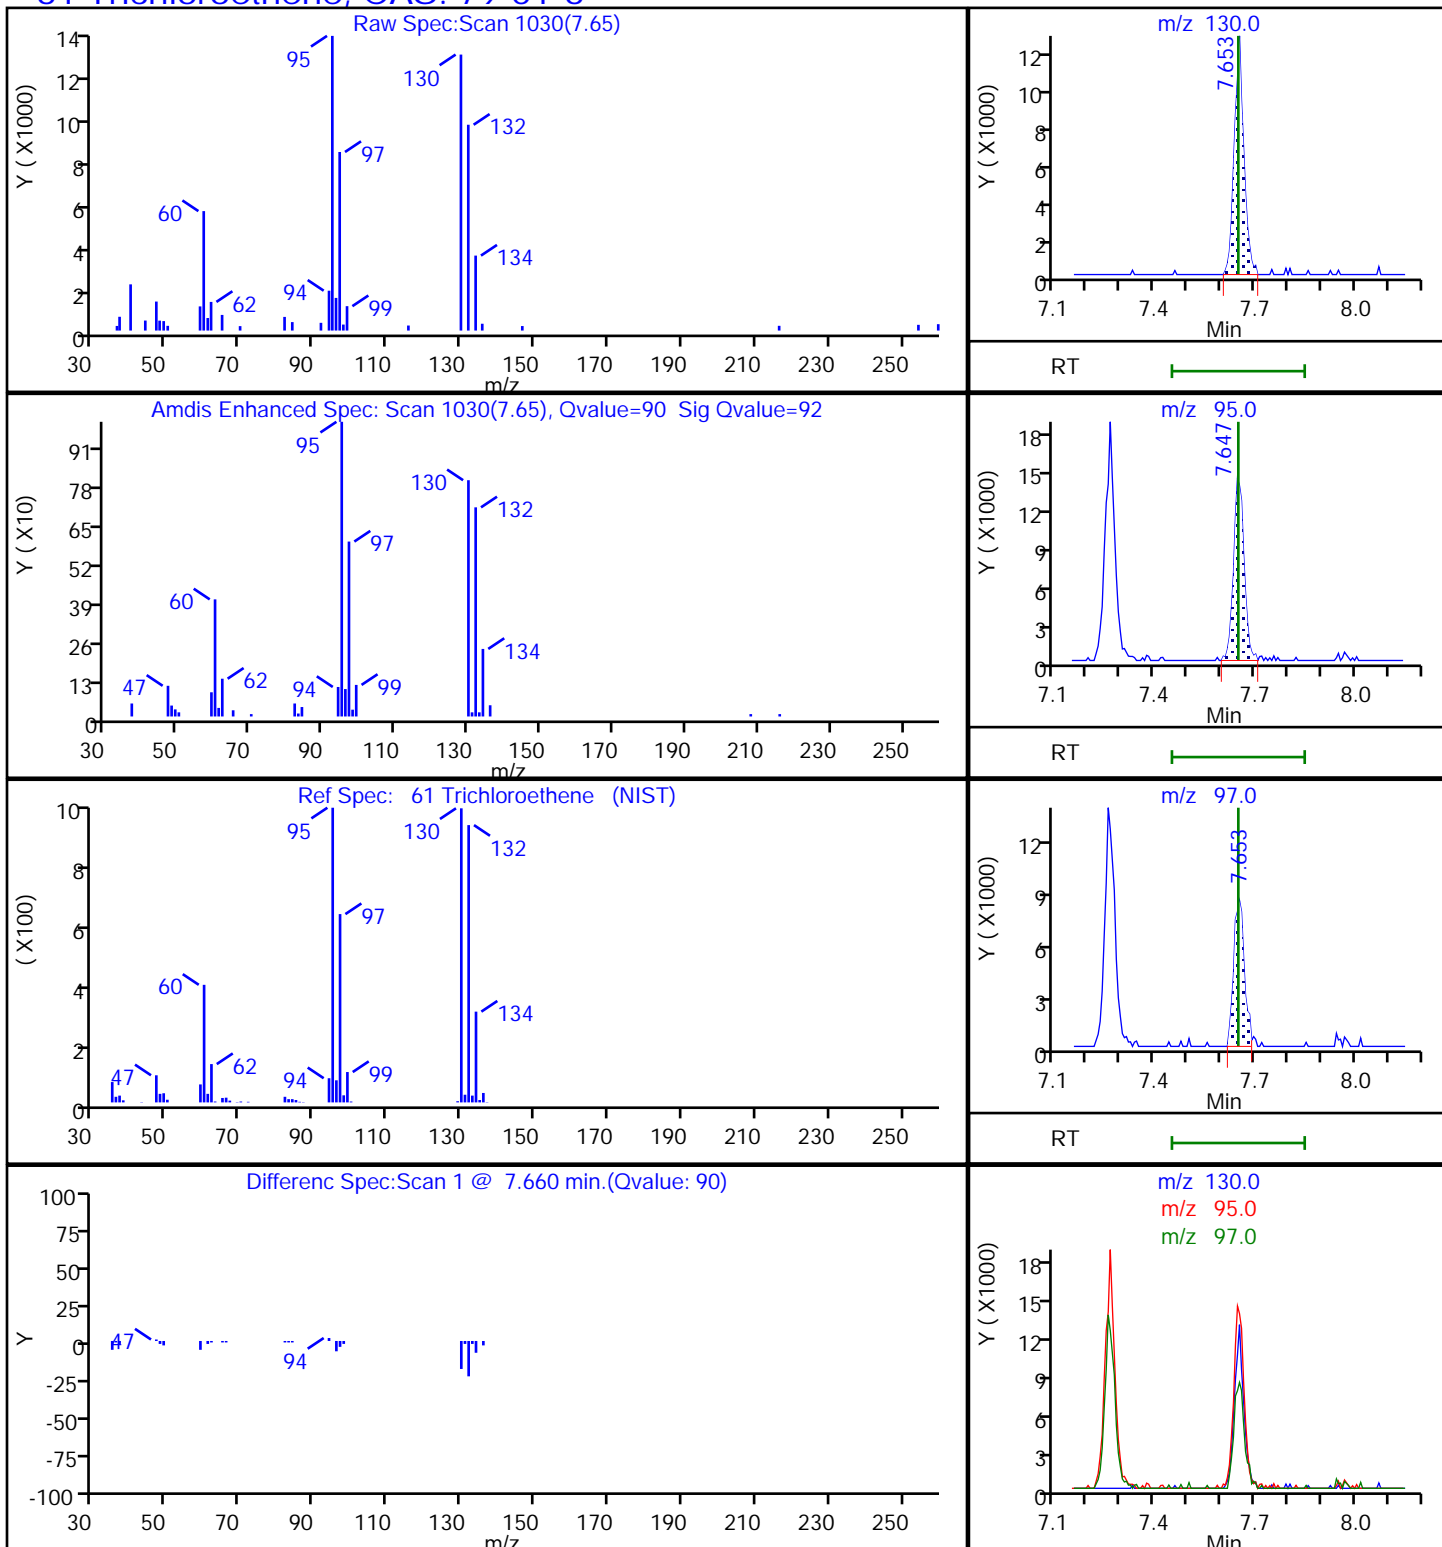 61 Trichloroethene, CAS: 79-01-6
Raw Spec:Scan 1030(7.65)
Y ( X1000)
14
12
10
8
6
4
2
0
95
130
132
97
60
134
94
62
99
30 50 70 90 110 130 150 170 190 210 230 250
m/z
m/z 130.0
Y ( X1000)
12
10
8
6
4
2
0
7.653
7.1 7.4 7.7 8.0
Min
RT
Amdis Enhanced Spec: Scan 1030(7.65), Qvalue=90 Sig Qvalue=92
Y ( X10)
91
78
65
52
39
26
13
0
95
130
132
97
60
134
47
62
94
99
30 50 70 90 110 130 150 170 190 210 230 250
m/z
m/z 95.0
Y ( X1000)
18
15
12
9
6
3
0
7.647
7.1 7.4 7.7 8.0
Min
RT
Ref Spec: 61 Trichloroethene (NIST)
( X100)
10
8
6
4
2
0
95
130
132
97
60
134
47
62
94
99
30 50 70 90 110 130 150 170 190 210 230 250
m/z
m/z 97.0
Y ( X1000)
12
9
6
3
0
7.653
7.1 7.4 7.7 8.0
Min
RT
Differenc Spec:Scan 1 @ 7.660 min.(Qvalue: 90)
Y
100
75
50
25
0
-25
-50
-75
-100
47
94
30 50 70 90 110 130 150 170 190 210 230 250
m/z
m/z 130.0
m/z 95.0
m/z 97.0
Y ( X1000)
18
15
12
9
6
3
0
7.1 7.4 7.7 8.0
Min